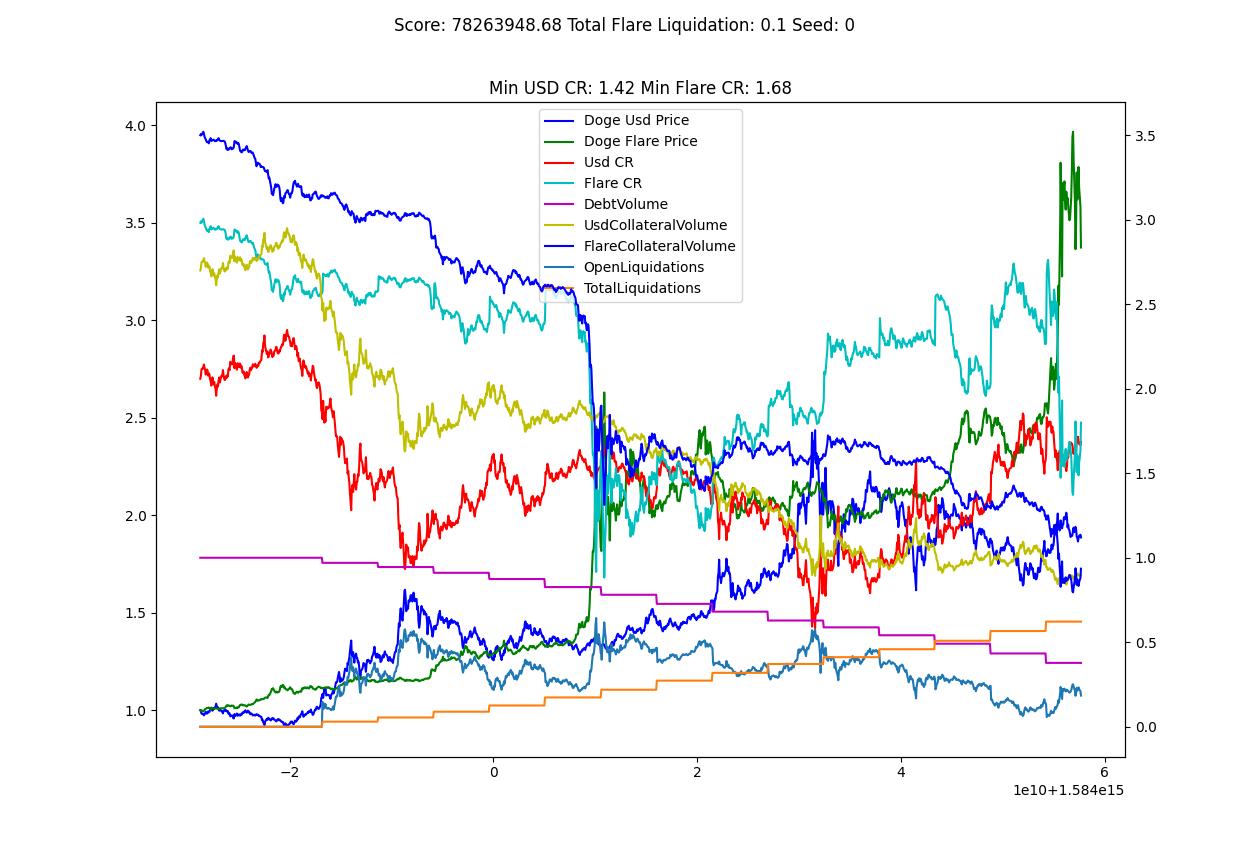 Score: 78263948.68 Total Flare Liquidation: 0.1 Seed: 0
Min USD CR: 1.42 Min Flare CR: 1.68
Doge Usd Price
Doge Flare Price
Usd CR
Flare CR
DebtVolume
UsdCollateralVolume
FlareCollateralVolume
OpenLiquidations
TotalLiquidations
4.0
3.5
3.0
2.5
2.0
1.5
1.0
3.5
3.0
2.5
2.0
1.5
1.0
0.5
0.0
−2
0
2
4
6
1e10+1.584e15